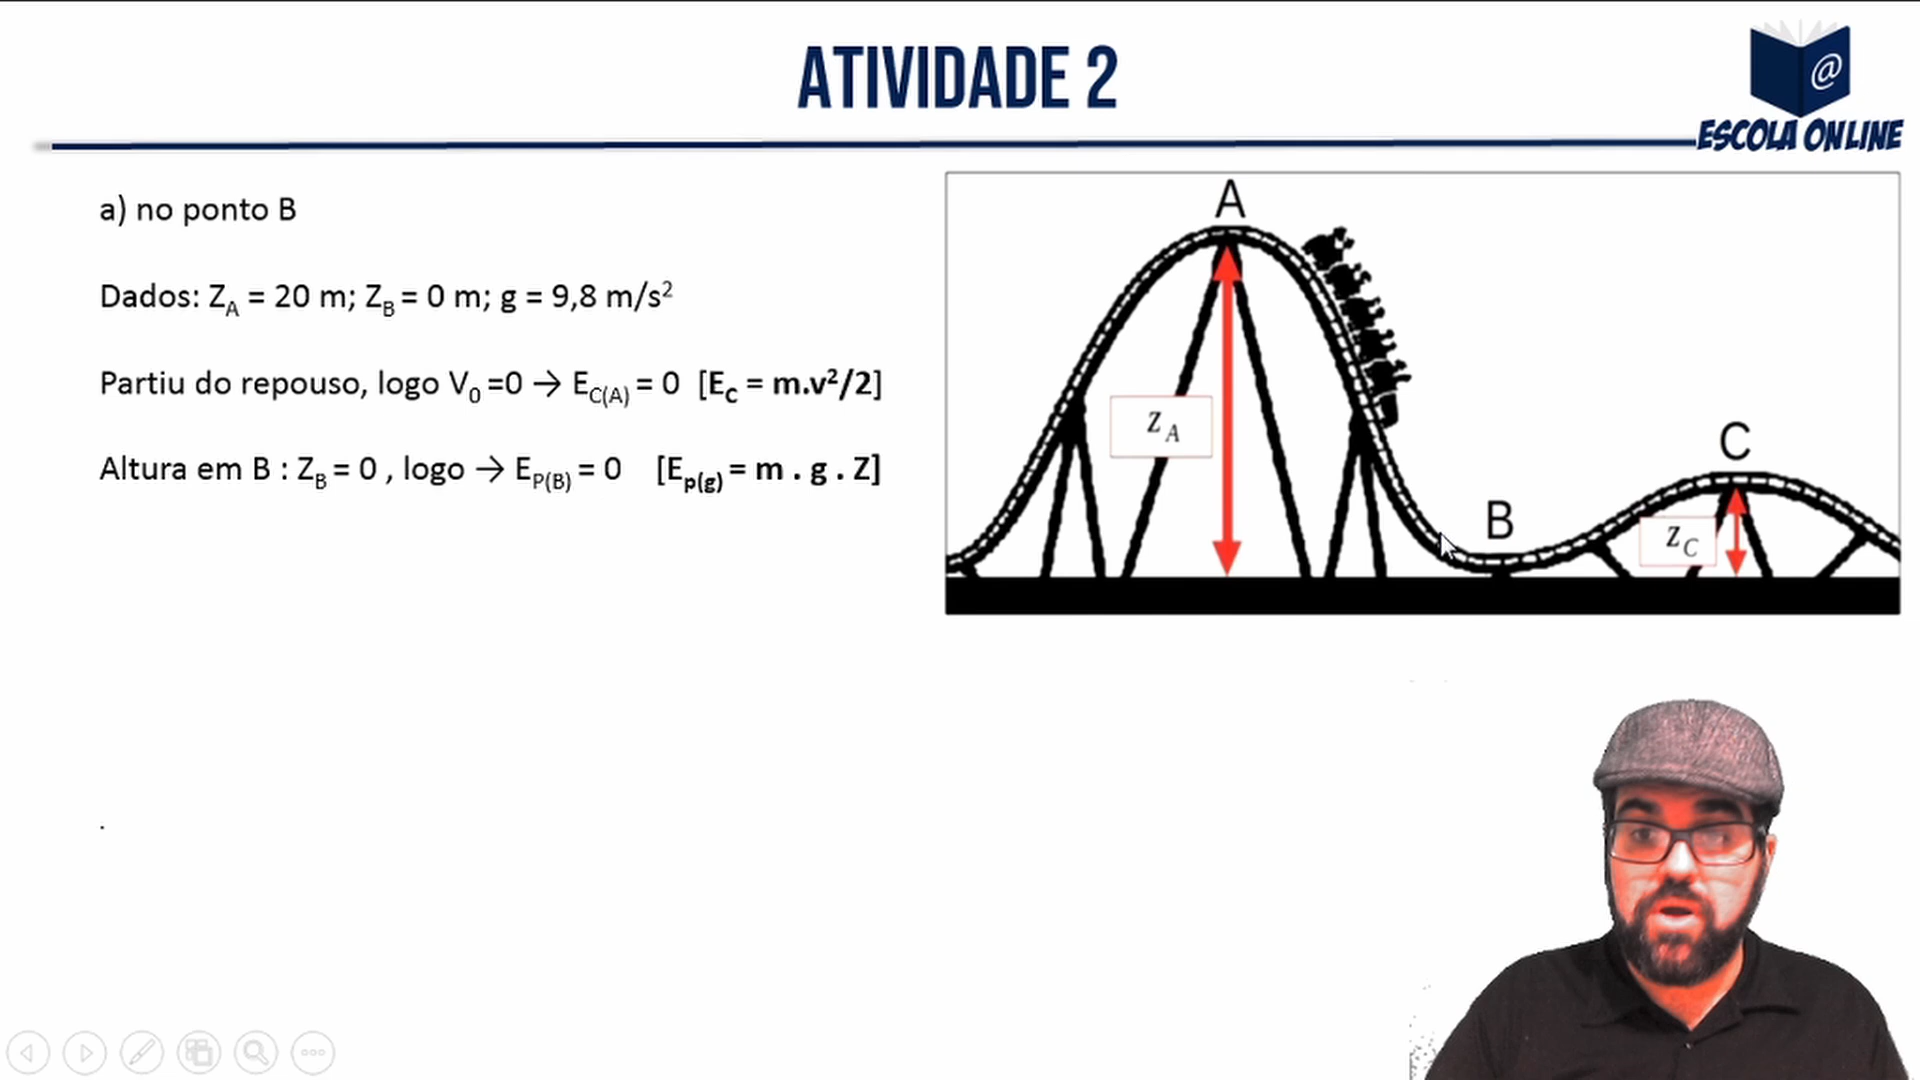 ATIVIDADE 2
@
ESCOLA ONLINE
a) no ponto B
Dados: Z_A = 20 m; Z_B = 0 m; g = 9,8 m/s²
Partiu do repouso, logo V₀ =0 → E_C(A) = 0 [E_C = m.v²/2]
Altura em B : Z_B = 0 , logo → E_P(B) = 0 [E_p(g) = m . g . Z]
.
A
z_A
B
C
z_C